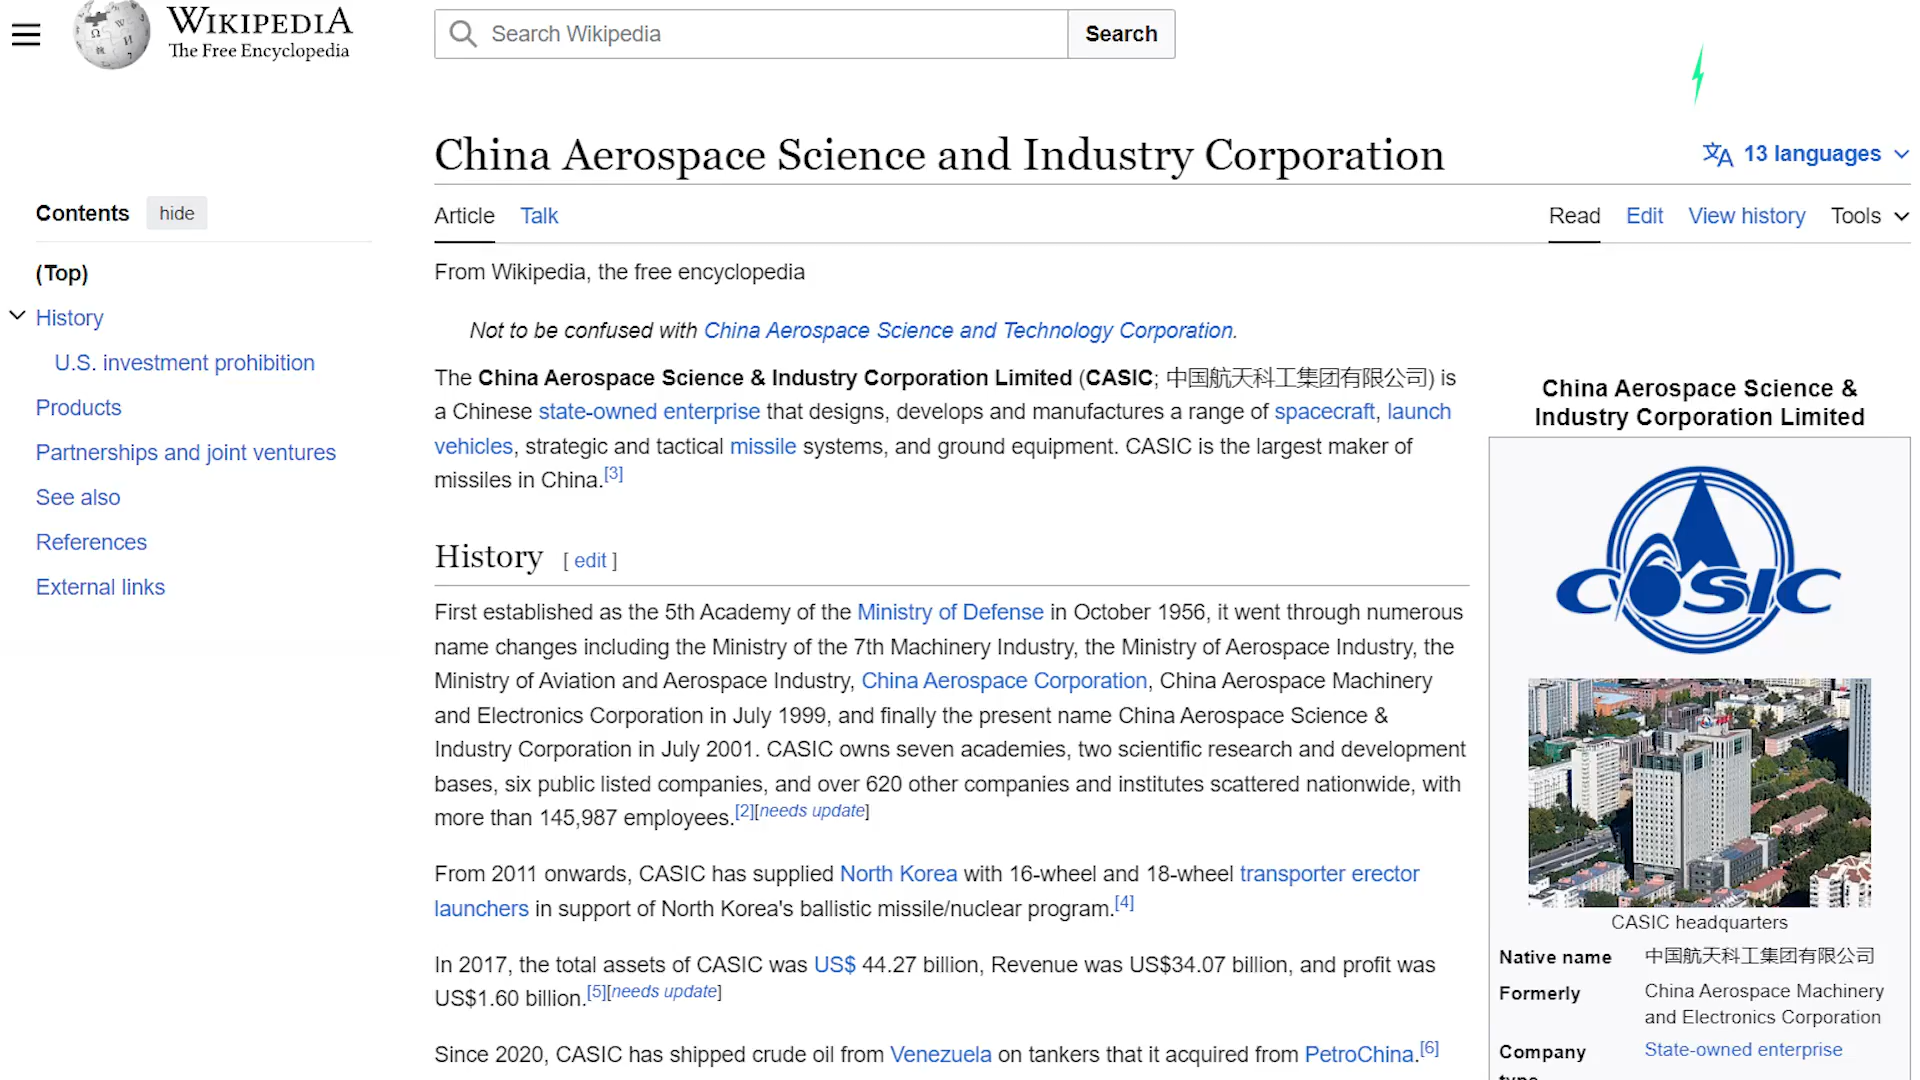 WIKIPEDIA
The Free Encyclopedia
Search Wikipedia
Search
China Aerospace Science and Industry Corporation
13 languages
Contents hide
Article Talk
Read Edit View history Tools
(Top)
History
U.S. investment prohibition
Products
Partnerships and joint ventures
See also
References
External links
From Wikipedia, the free encyclopedia
Not to be confused with China Aerospace Science and Technology Corporation.
The China Aerospace Science & Industry Corporation Limited (CASIC; 中国航天科工集团有限公司) is
a Chinese state-owned enterprise that designs, develops and manufactures a range of spacecraft, launch
vehicles, strategic and tactical missile systems, and ground equipment. CASIC is the largest maker of
missiles in China.[3]
History [ edit ]
First established as the 5th Academy of the Ministry of Defense in October 1956, it went through numerous
name changes including the Ministry of the 7th Machinery Industry, the Ministry of Aerospace Industry, the
Ministry of Aviation and Aerospace Industry, China Aerospace Corporation, China Aerospace Machinery
and Electronics Corporation in July 1999, and finally the present name China Aerospace Science &
Industry Corporation in July 2001. CASIC owns seven academies, two scientific research and development
bases, six public listed companies, and over 620 other companies and institutes scattered nationwide, with
more than 145,987 employees.[2][needs update]
From 2011 onwards, CASIC has supplied North Korea with 16-wheel and 18-wheel transporter erector
launchers in support of North Korea's ballistic missile/nuclear program.[4]
In 2017, the total assets of CASIC was US$ 44.27 billion, Revenue was US$34.07 billion, and profit was
US$1.60 billion.[5][needs update]
Since 2020, CASIC has shipped crude oil from Venezuela on tankers that it acquired from PetroChina.[6]
China Aerospace Science &
Industry Corporation Limited
CASIC
CASIC headquarters
Native name 中国航天科工集团有限公司
Formerly China Aerospace Machinery
and Electronics Corporation
Company State-owned enterprise
type